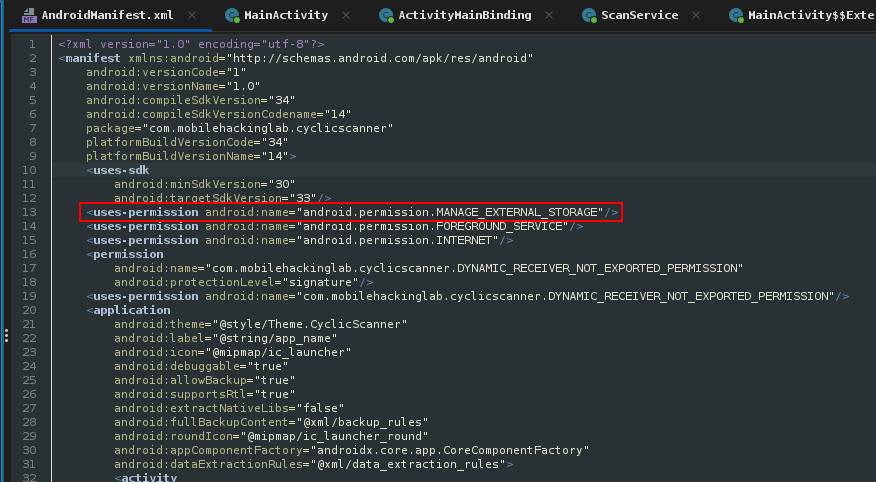 AndroidManifest.xml MainActivity ActivityMainBinding ScanService MainActivity$$Exte
1 <?xml version="1.0" encoding="utf-8"?>
2 <manifest xmlns:android="http://schemas.android.com/apk/res/android"
3 android:versionCode="1"
4 android:versionName="1.0"
5 android:compileSdkVersion="34"
6 android:compileSdkVersionCodename="14"
7 package="com.mobilehackinglab.cyclicscanner"
8 platformBuildVersionCode="34"
9 platformBuildVersionName="14">
10 <uses-sdk
11 android:minSdkVersion="30"
12 android:targetSdkVersion="33"/>
13 <uses-permission android:name="android.permission.MANAGE_EXTERNAL_STORAGE"/>
14 <uses-permission android:name="android.permission.FOREGROUND_SERVICE"/>
15 <uses-permission android:name="android.permission.INTERNET"/>
16 <permission
17 android:name="com.mobilehackinglab.cyclicscanner.DYNAMIC_RECEIVER_NOT_EXPORTED_PERMISSION"
18 android:protectionLevel="signature"/>
19 <uses-permission android:name="com.mobilehackinglab.cyclicscanner.DYNAMIC_RECEIVER_NOT_EXPORTED_PERMISSION"/>
20 <application
21 android:theme="@style/Theme.CyclicScanner"
22 android:label="@string/app_name"
23 android:icon="@mipmap/ic_launcher"
24 android:debuggable="true"
25 android:allowBackup="true"
26 android:supportsRtl="true"
27 android:extractNativeLibs="false"
28 android:fullBackupContent="@xml/backup_rules"
29 android:roundIcon="@mipmap/ic_launcher_round"
30 android:appComponentFactory="androidx.core.app.CoreComponentFactory"
31 android:dataExtractionRules="@xml/data_extraction_rules">
32 <activity